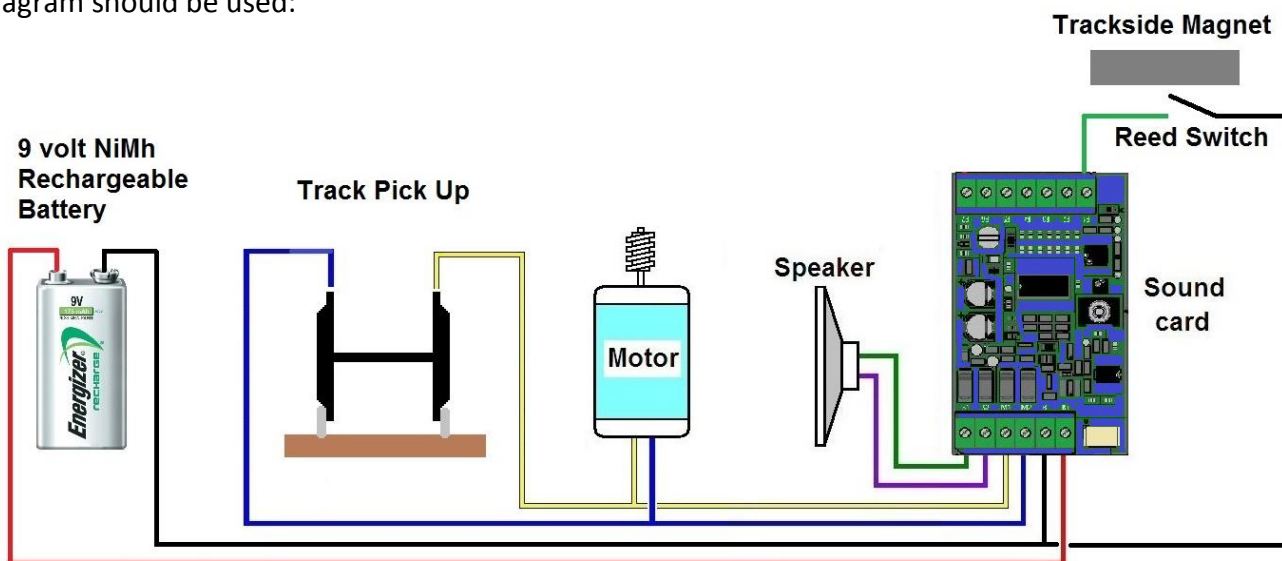 agram should be used:
Trackside Magnet
Reed Switch
9 volt NiMh
Rechargeable
Battery
Track Pick Up
Speaker
Motor
Sound
card
9V
Energizer
RECHARGE